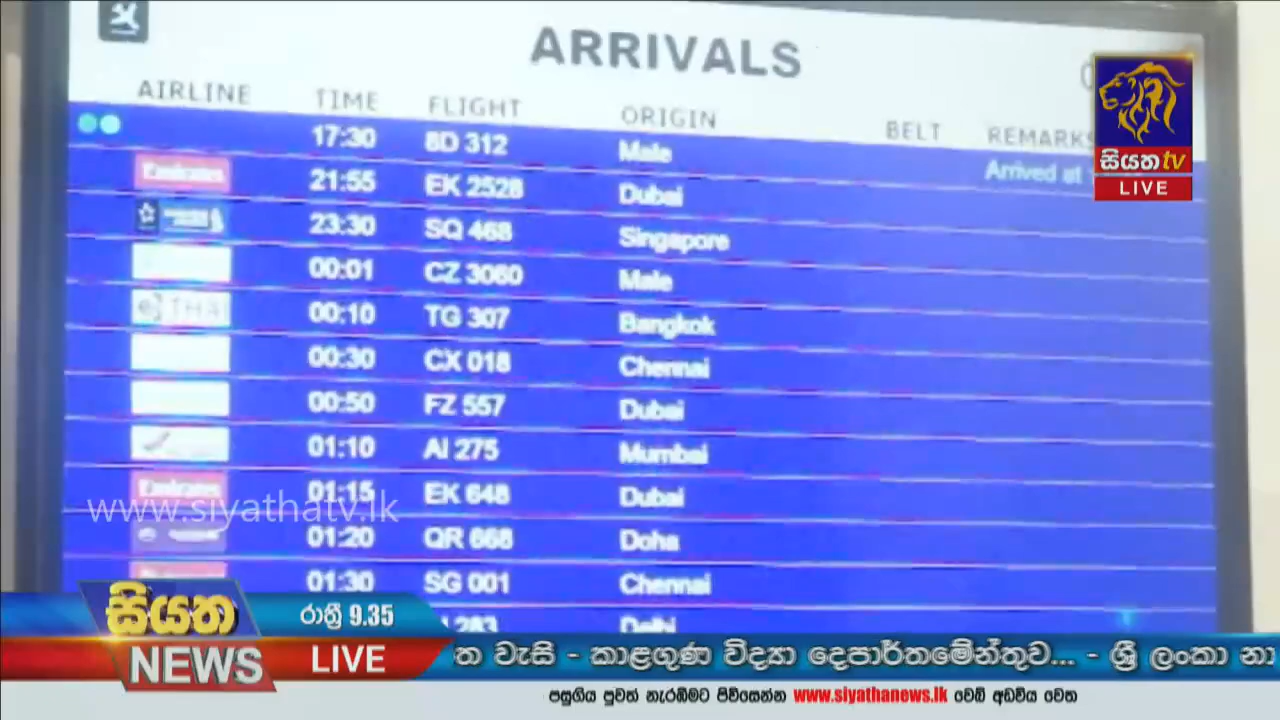 ARRIVALS
AIRLINE TIME FLIGHT ORIGIN BELT REMARKS
17:30 8D 312 Male Arrived at
Emirates 21:55 EK 2528 Dubai
23:30 SQ 468 Singapore
00:01 CZ 3060 Male
THA 00:10 TG 307 Bangkok
00:30 CX 018 Chennai
00:50 FZ 557 Dubai
01:10 AI 275 Mumbai
Emirates 01:15 EK 648 Dubai
01:20 QR 668 Doha
01:30 SG 001 Chennai
283 Delhi
සියත tv
LIVE
www.siyathatv.lk
සියත රාත්‍රී 9.35
NEWS LIVE
ත වැසි - කාළගුණ විද්‍යා දෙපාර්තමේන්තුව... - ශ්‍රී ලංකා නා
පසුගිය පුවත් නැරඹීමට පිවිසෙන්න www.siyathanews.lk වෙබ් අඩවිය වෙත